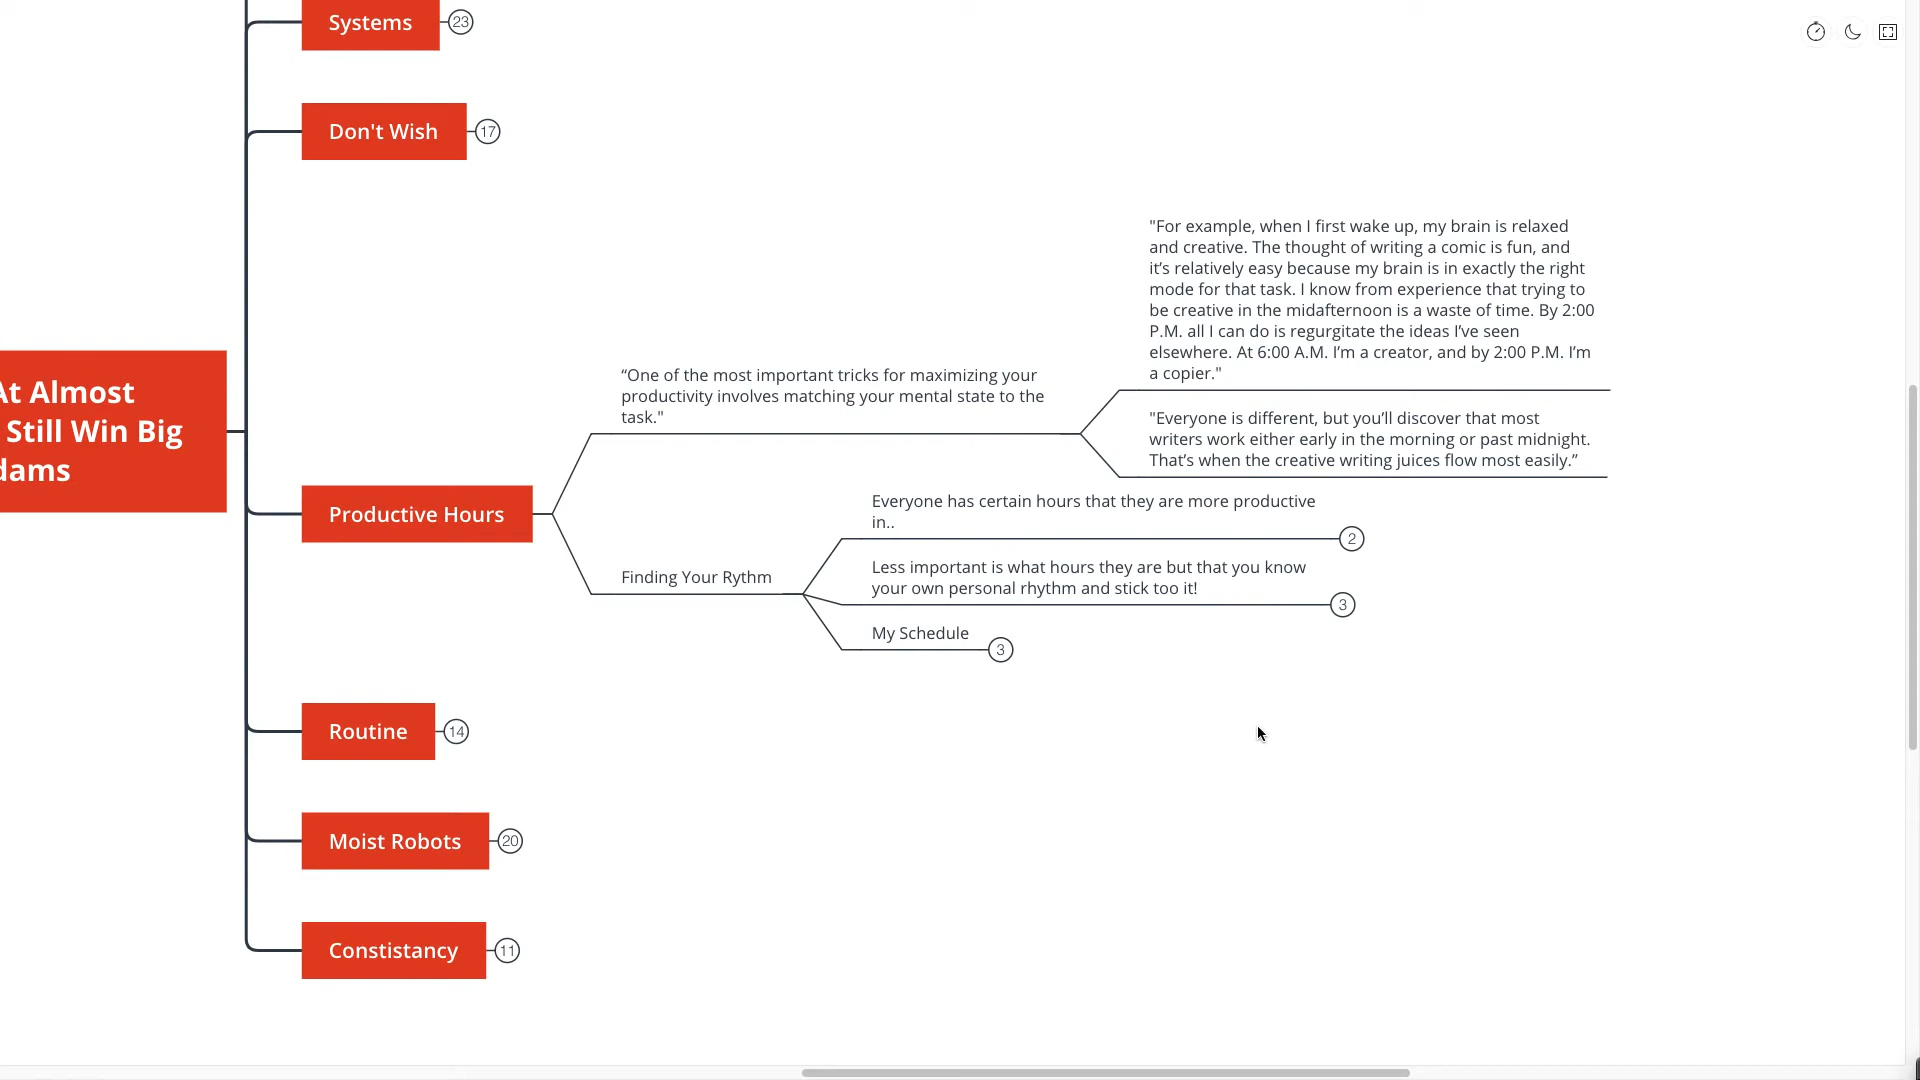 Systems
23
Don't Wish
17
"For example, when I first wake up, my brain is relaxed
and creative. The thought of writing a comic is fun, and
it’s relatively easy because my brain is in exactly the right
mode for that task. I know from experience that trying to
be creative in the midafternoon is a waste of time. By 2:00
P.M. all I can do is regurgitate the ideas I’ve seen
elsewhere. At 6:00 A.M. I’m a creator, and by 2:00 P.M. I’m
a copier."
“One of the most important tricks for maximizing your
productivity involves matching your mental state to the
task."
"Everyone is different, but you’ll discover that most
writers work either early in the morning or past midnight.
That’s when the creative writing juices flow most easily.”
At Almost
Still Win Big
dams
Productive Hours
Everyone has certain hours that they are more productive
in..
2
Finding Your Rythm
Less important is what hours they are but that you know
your own personal rhythm and stick too it!
3
My Schedule
3
Routine
14
Moist Robots
20
Constistancy
11